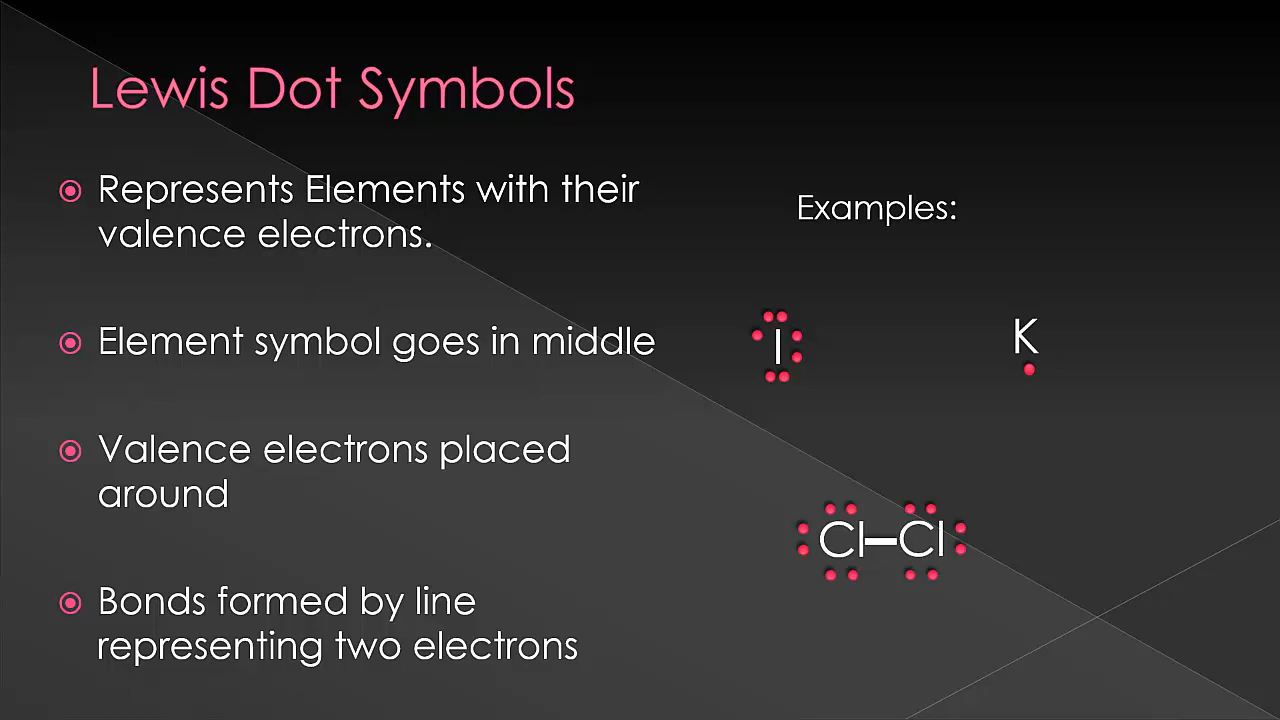 Lewis Dot Symbols
Represents Elements with their
valence electrons.
Element symbol goes in middle
Valence electrons placed
around
Bonds formed by line
representing two electrons
Examples:
I
K
Cl–Cl